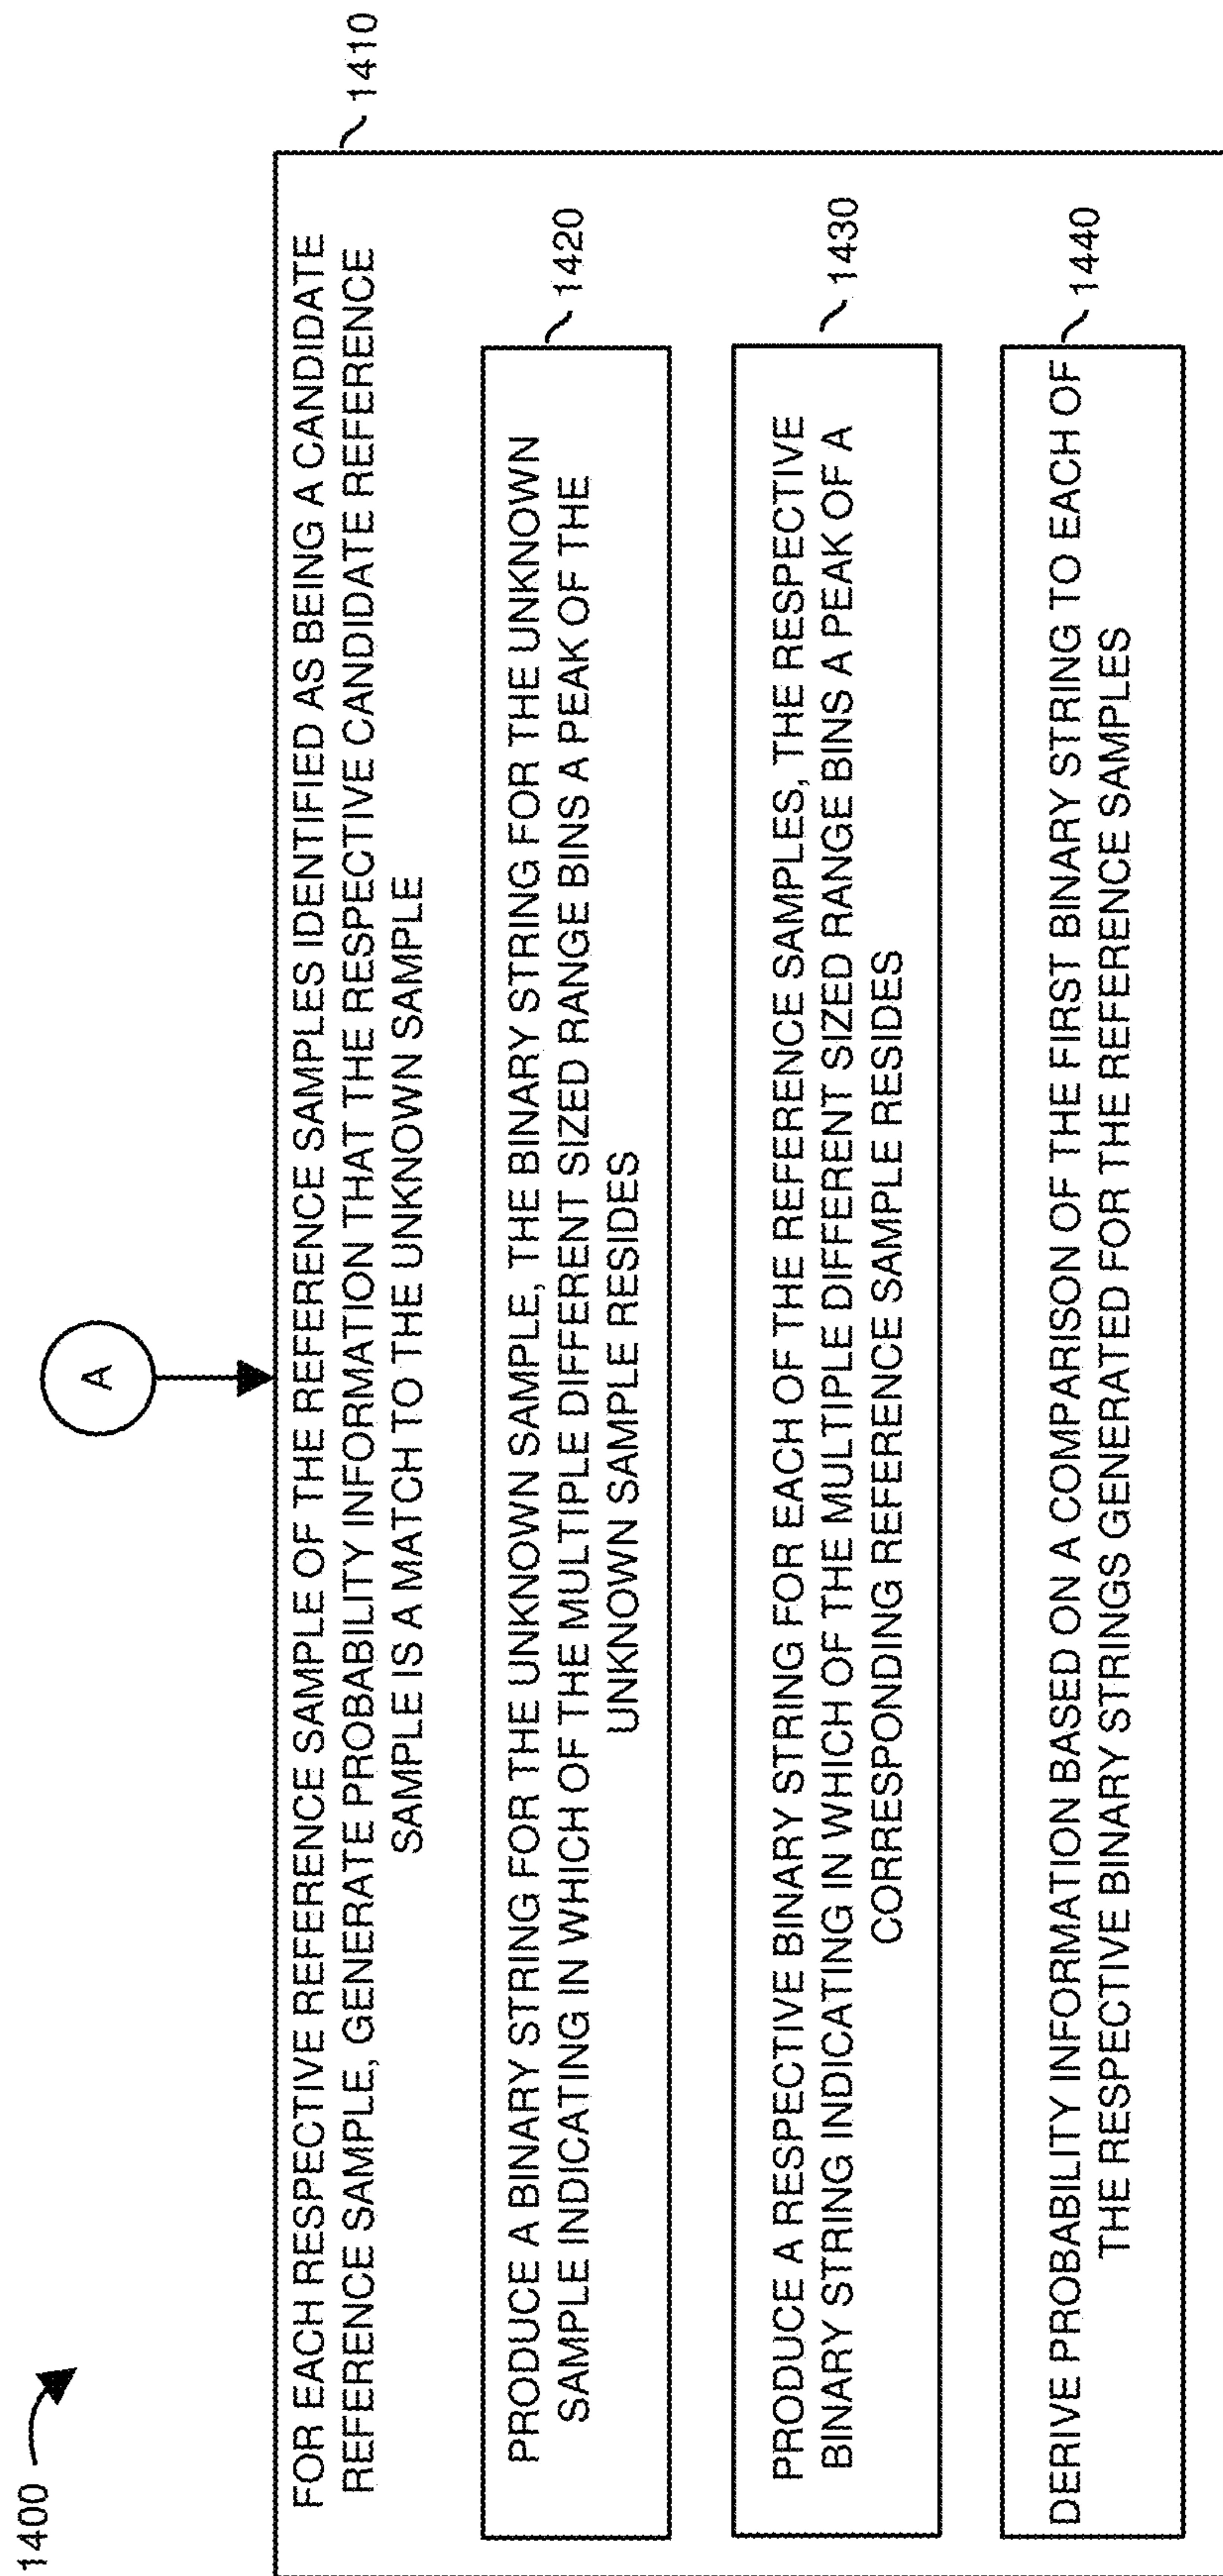 1400
A
1410
FOR EACH RESPECTIVE REFERENCE SAMPLE OF THE REFERENCE SAMPLES IDENTIFIED AS BEING A CANDIDATE
REFERENCE SAMPLE, GENERATE PROBABILITY INFORMATION THAT THE RESPECTIVE CANDIDATE REFERENCE
SAMPLE IS A MATCH TO THE UNKNOWN SAMPLE
1420
PRODUCE A BINARY STRING FOR THE UNKNOWN SAMPLE, THE BINARY STRING FOR THE UNKNOWN
SAMPLE INDICATING IN WHICH OF THE MULTIPLE DIFFERENT SIZED RANGE BINS A PEAK OF THE
UNKNOWN SAMPLE RESIDES
1430
PRODUCE A RESPECTIVE BINARY STRING FOR EACH OF THE REFERENCE SAMPLES, THE RESPECTIVE
BINARY STRING INDICATING IN WHICH OF THE MULTIPLE DIFFERENT SIZED RANGE BINS A PEAK OF A
CORRESPONDING REFERENCE SAMPLE RESIDES
1440
DERIVE PROBABILITY INFORMATION BASED ON A COMPARISON OF THE FIRST BINARY STRING TO EACH OF
THE RESPECTIVE BINARY STRINGS GENERATED FOR THE REFERENCE SAMPLES